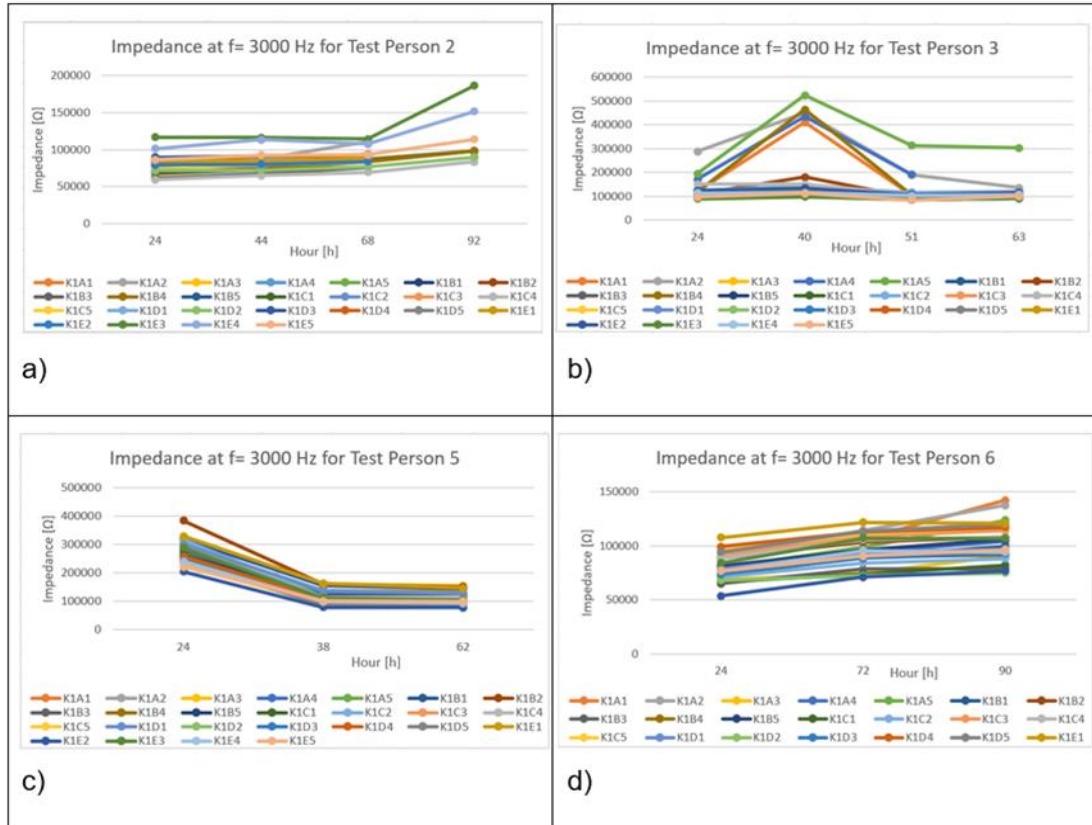 Impedance at f= 3000 Hz for Test Person 2
200000
150000
100000
50000
0
Impedance [Ω]
24
44
68
92
Hour [h]
K1A1 K1A2 K1A3 K1A4 K1A5 K1B1 K1B2
K1B3 K1B4 K1B5 K1C1 K1C2 K1C3 K1C4
K1C5 K1D1 K1D2 K1D3 K1D4 K1D5 K1E1
K1E2 K1E3 K1E4 K1E5
a)
Impedance at f= 3000 Hz for Test Person 3
600000
500000
400000
300000
200000
100000
0
Impedance [Ω]
24
40
51
63
Hour [h]
K1A1 K1A2 K1A3 K1A4 K1A5 K1B1 K1B2
K1B3 K1B4 K1B5 K1C1 K1C2 K1C3 K1C4
K1C5 K1D1 K1D2 K1D3 K1D4 K1D5 K1E1
K1E2 K1E3 K1E4 K1E5
b)
Impedance at f= 3000 Hz for Test Person 5
500000
400000
300000
200000
100000
0
Impedance [Ω]
24
38
62
Hour [h]
K1A1 K1A2 K1A3 K1A4 K1A5 K1B1 K1B2
K1B3 K1B4 K1B5 K1C1 K1C2 K1C3 K1C4
K1C5 K1D1 K1D2 K1D3 K1D4 K1D5 K1E1
K1E2 K1E3 K1E4 K1E5
c)
Impedance at f= 3000 Hz for Test Person 6
150000
100000
50000
0
Impedance [Ω]
24
72
90
Hour [h]
K1A1 K1A2 K1A3 K1A4 K1A5 K1B1 K1B2
K1B3 K1B4 K1B5 K1C1 K1C2 K1C3 K1C4
K1C5 K1D1 K1D2 K1D3 K1D4 K1D5 K1E1
d)